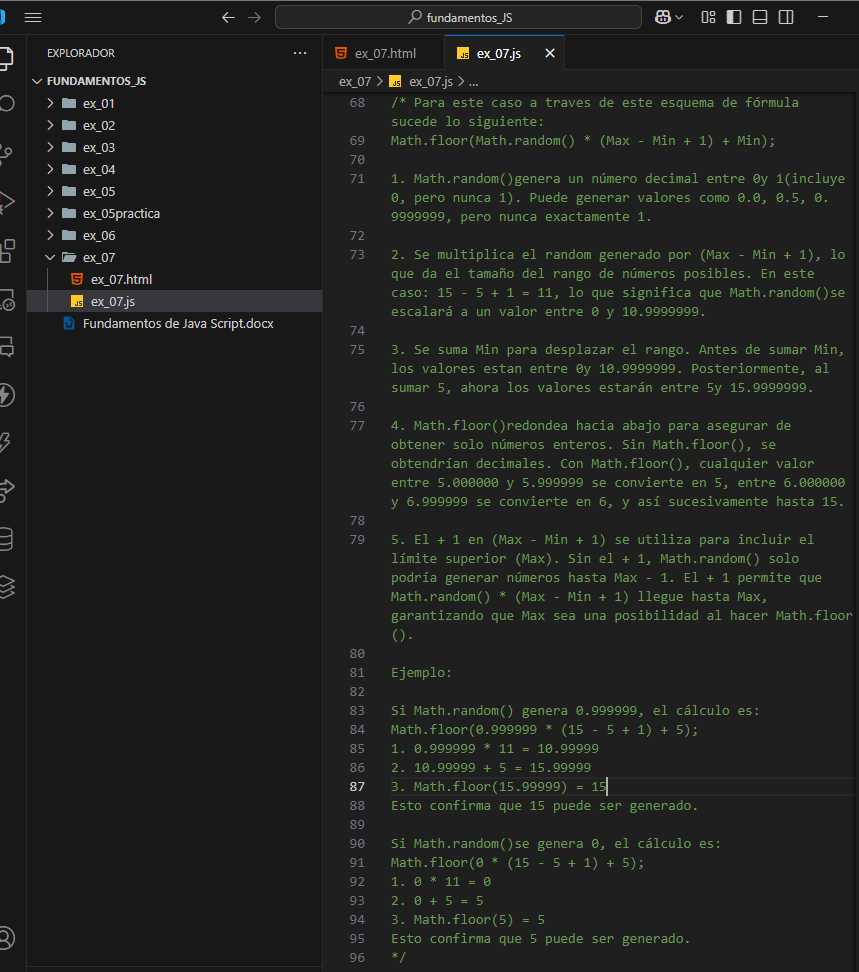 fundamentos_JS
EXPLORADOR
FUNDAMENTOS_JS
ex_01
ex_02
ex_03
ex_04
ex_05
ex_05practica
ex_06
ex_07
ex_07.html
JS ex_07.js
Fundamentos de Java Script.docx
ex_07.html
JS ex_07.js
ex_07 > JS ex_07.js > ...
68 /* Para este caso a traves de este esquema de fórmula
sucede lo siguiente:
69 Math.floor(Math.random() * (Max - Min + 1) + Min);
70
71 1. Math.random()genera un número decimal entre 0y 1(incluye
0, pero nunca 1). Puede generar valores como 0.0, 0.5, 0.
9999999, pero nunca exactamente 1.
72
73 2. Se multiplica el random generado por (Max - Min + 1), lo
que da el tamaño del rango de números posibles. En este
caso: 15 - 5 + 1 = 11, lo que significa que Math.random()se
escalará a un valor entre 0 y 10.9999999.
74
75 3. Se suma Min para desplazar el rango. Antes de sumar Min,
los valores estan entre 0y 10.9999999. Posteriormente, al
sumar 5, ahora los valores estarán entre 5y 15.9999999.
76
77 4. Math.floor()redondea hacia abajo para asegurar de
obtener solo números enteros. Sin Math.floor(), se
obtendrían decimales. Con Math.floor(), cualquier valor
entre 5.000000 y 5.999999 se convierte en 5, entre 6.000000
y 6.999999 se convierte en 6, y así sucesivamente hasta 15.
78
79 5. El + 1 en (Max - Min + 1) se utiliza para incluir el
límite superior (Max). Sin el + 1, Math.random() solo
podría generar números hasta Max - 1. El + 1 permite que
Math.random() * (Max - Min + 1) llegue hasta Max,
garantizando que Max sea una posibilidad al hacer Math.floor
().
80
81 Ejemplo:
82
83 Si Math.random() genera 0.999999, el cálculo es:
84 Math.floor(0.999999 * (15 - 5 + 1) + 5);
85 1. 0.999999 * 11 = 10.99999
86 2. 10.99999 + 5 = 15.99999
87 3. Math.floor(15.99999) = 15
88 Esto confirma que 15 puede ser generado.
89
90 Si Math.random()se genera 0, el cálculo es:
91 Math.floor(0 * (15 - 5 + 1) + 5);
92 1. 0 * 11 = 0
93 2. 0 + 5 = 5
94 3. Math.floor(5) = 5
95 Esto confirma que 5 puede ser generado.
96 */